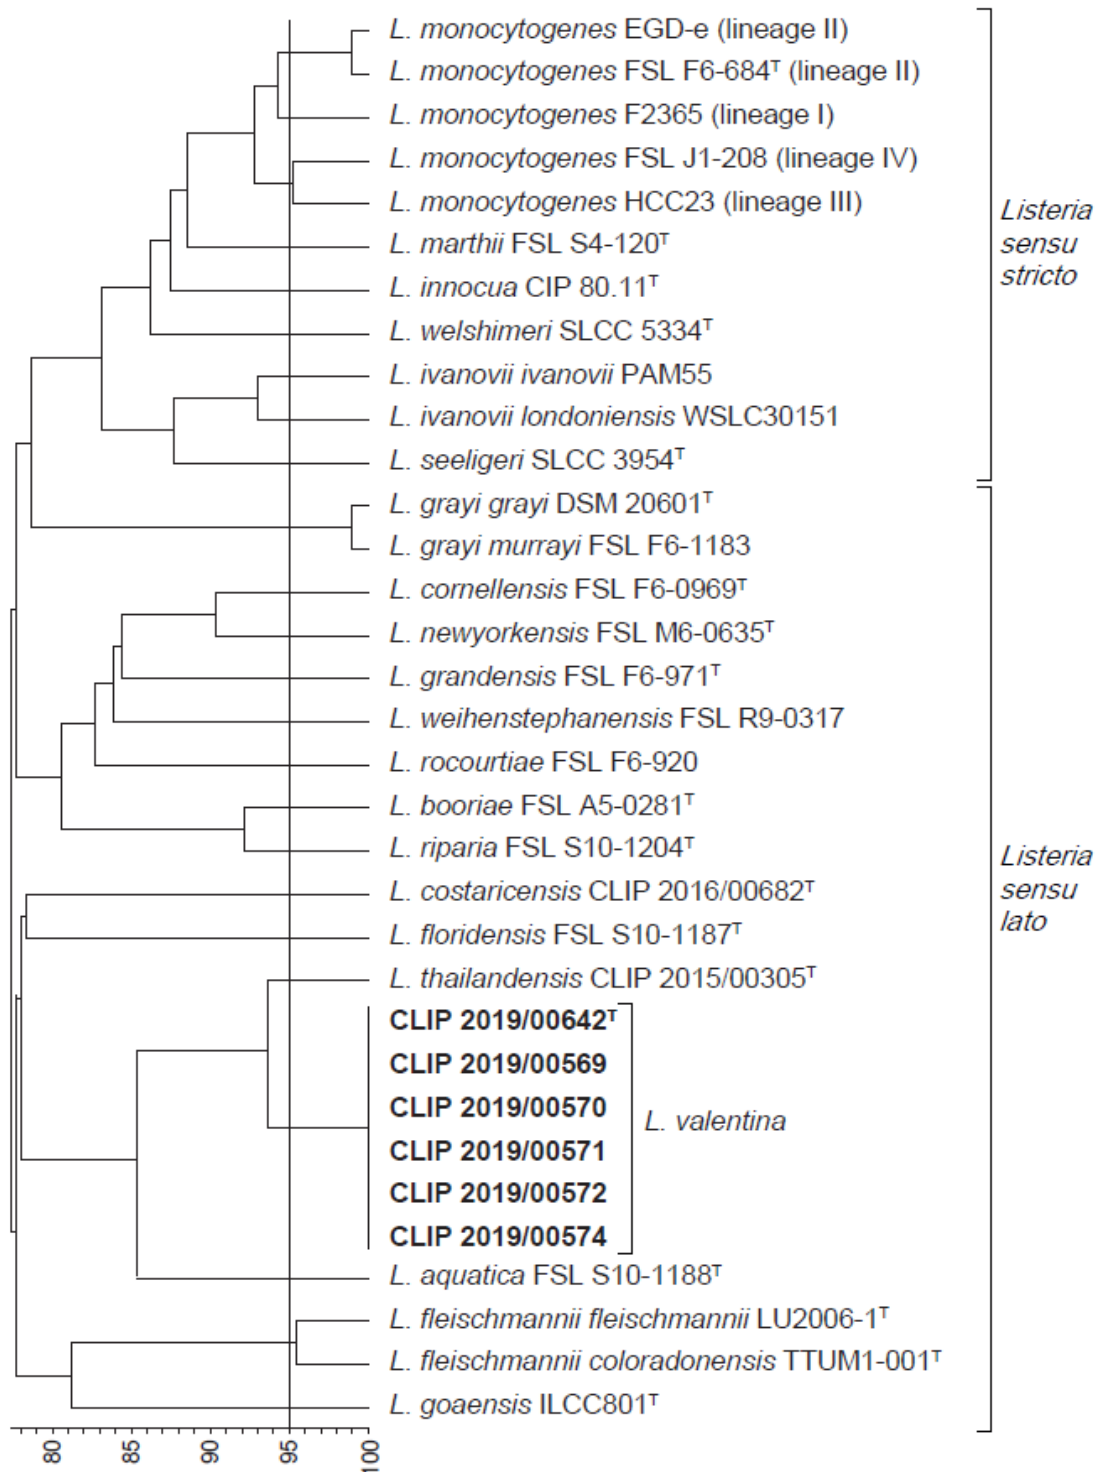 L. monocytogenes EGD-e (lineage II)
L. monocytogenes FSL F6-684ᵀ (lineage II)
L. monocytogenes F2365 (lineage I)
L. monocytogenes FSL J1-208 (lineage IV)
L. monocytogenes HCC23 (lineage III)
L. marthii FSL S4-120ᵀ
L. innocua CIP 80.11ᵀ
L. welshimeri SLCC 5334ᵀ
L. ivanovii ivanovii PAM55
L. ivanovii londoniensis WSLC30151
L. seeligeri SLCC 3954ᵀ
Listeria
sensu
stricto
L. grayi grayi DSM 20601ᵀ
L. grayi murrayi FSL F6-1183
L. cornellensis FSL F6-0969ᵀ
L. newyorkensis FSL M6-0635ᵀ
L. grandensis FSL F6-971ᵀ
L. weihenstephanensis FSL R9-0317
L. rocourtiae FSL F6-920
L. booriae FSL A5-0281ᵀ
L. riparia FSL S10-1204ᵀ
L. costaricensis CLIP 2016/00682ᵀ
L. floridensis FSL S10-1187ᵀ
L. thailandensis CLIP 2015/00305ᵀ
CLIP 2019/00642ᵀ
CLIP 2019/00569
CLIP 2019/00570
CLIP 2019/00571
CLIP 2019/00572
CLIP 2019/00574
L. valentina
L. aquatica FSL S10-1188ᵀ
L. fleischmannii fleischmannii LU2006-1ᵀ
L. fleischmannii coloradonensis TTUM1-001ᵀ
L. goaensis ILCC801ᵀ
Listeria
sensu
lato
80 85 90 95 100